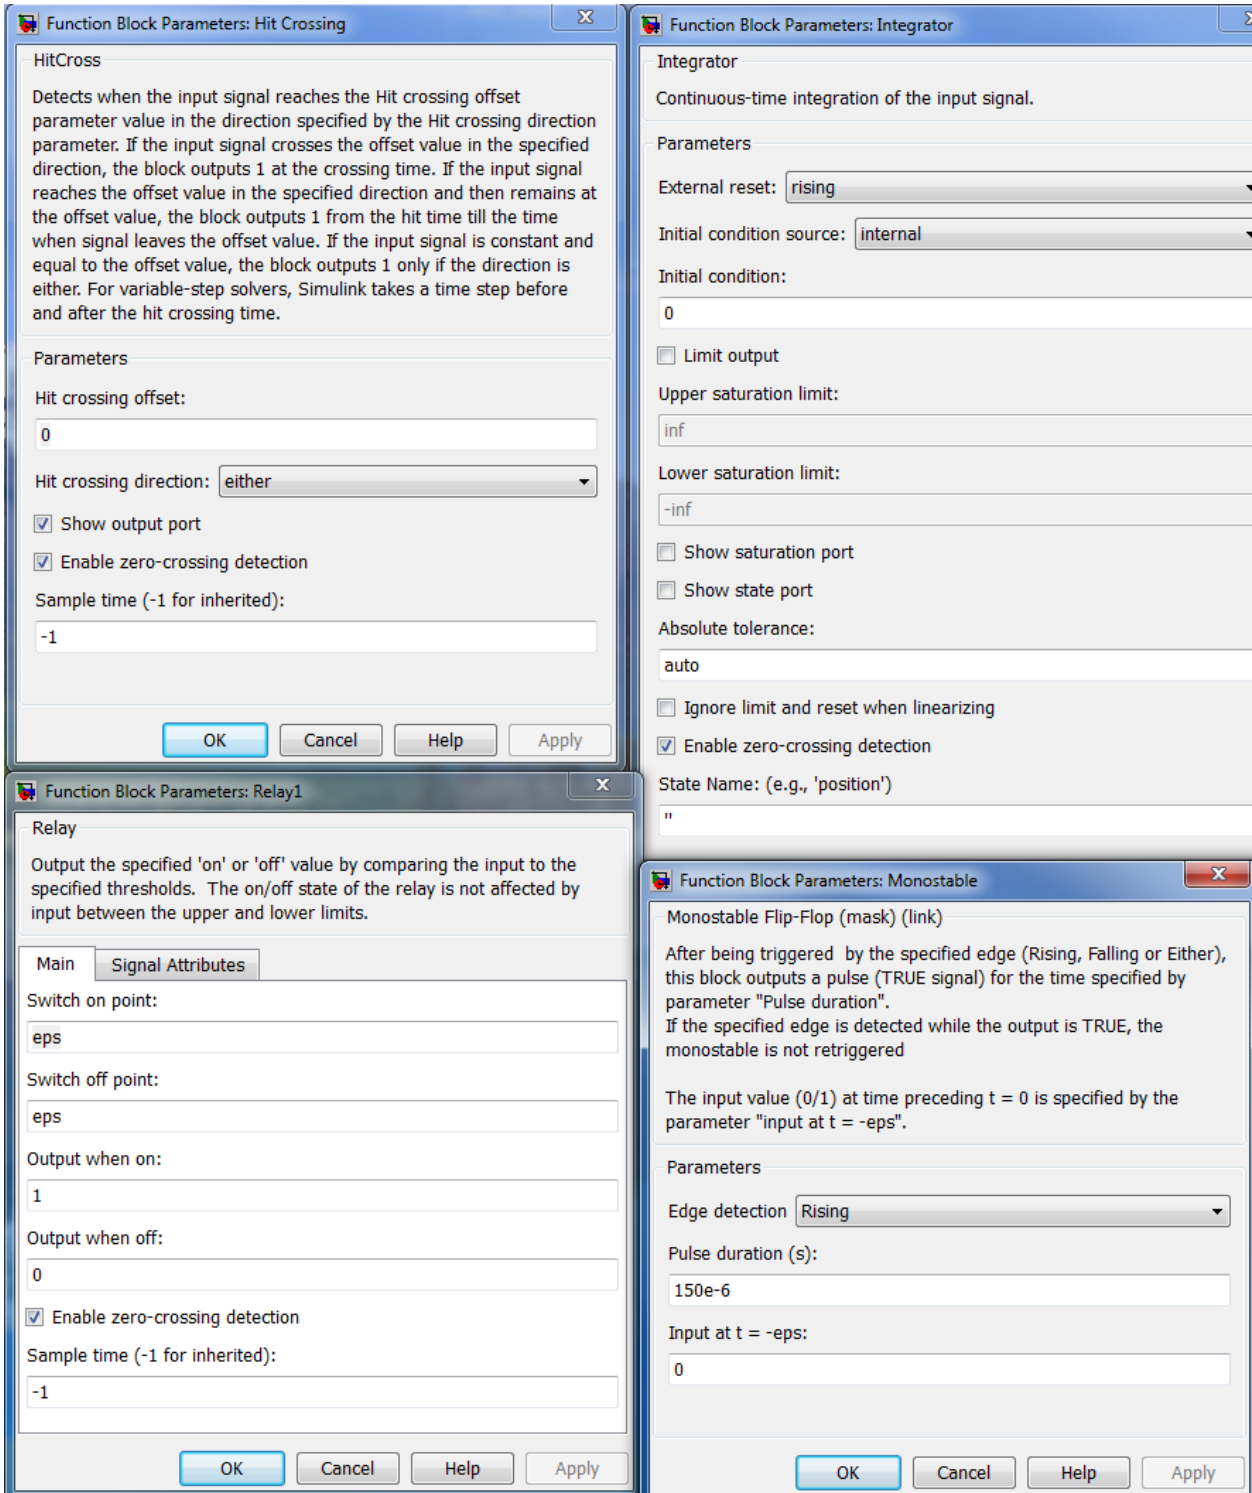 Function Block Parameters: Hit Crossing
HitCross
Detects when the input signal reaches the Hit crossing offset
parameter value in the direction specified by the Hit crossing direction
parameter. If the input signal crosses the offset value in the specified
direction, the block outputs 1 at the crossing time. If the input signal
reaches the offset value in the specified direction and then remains at
the offset value, the block outputs 1 from the hit time till the time
when signal leaves the offset value. If the input signal is constant and
equal to the offset value, the block outputs 1 only if the direction is
either. For variable-step solvers, Simulink takes a time step before
and after the hit crossing time.
Parameters
Hit crossing offset:
0
Hit crossing direction: either
Show output port
Enable zero-crossing detection
Sample time (-1 for inherited):
-1
OK Cancel Help Apply
Function Block Parameters: Integrator
Integrator
Continuous-time integration of the input signal.
Parameters
External reset: rising
Initial condition source: internal
Initial condition:
0
Limit output
Upper saturation limit:
inf
Lower saturation limit:
-inf
Show saturation port
Show state port
Absolute tolerance:
auto
Ignore limit and reset when linearizing
Enable zero-crossing detection
State Name: (e.g., 'position')
''
Function Block Parameters: Relay1
Relay
Output the specified 'on' or 'off' value by comparing the input to the
specified thresholds.  The on/off state of the relay is not affected by
input between the upper and lower limits.
Main Signal Attributes
Switch on point:
eps
Switch off point:
eps
Output when on:
1
Output when off:
0
Enable zero-crossing detection
Sample time (-1 for inherited):
-1
OK Cancel Help Apply
Function Block Parameters: Monostable
Monostable Flip-Flop (mask) (link)
After being triggered  by the specified edge (Rising, Falling or Either),
this block outputs a pulse (TRUE signal) for the time specified by
parameter "Pulse duration".
If the specified edge is detected while the output is TRUE, the
monostable is not retriggered
The input value (0/1) at time preceding t = 0 is specified by the
parameter "input at t = -eps".
Parameters
Edge detection Rising
Pulse duration (s):
150e-6
Input at t = -eps:
0
OK Cancel Help Apply